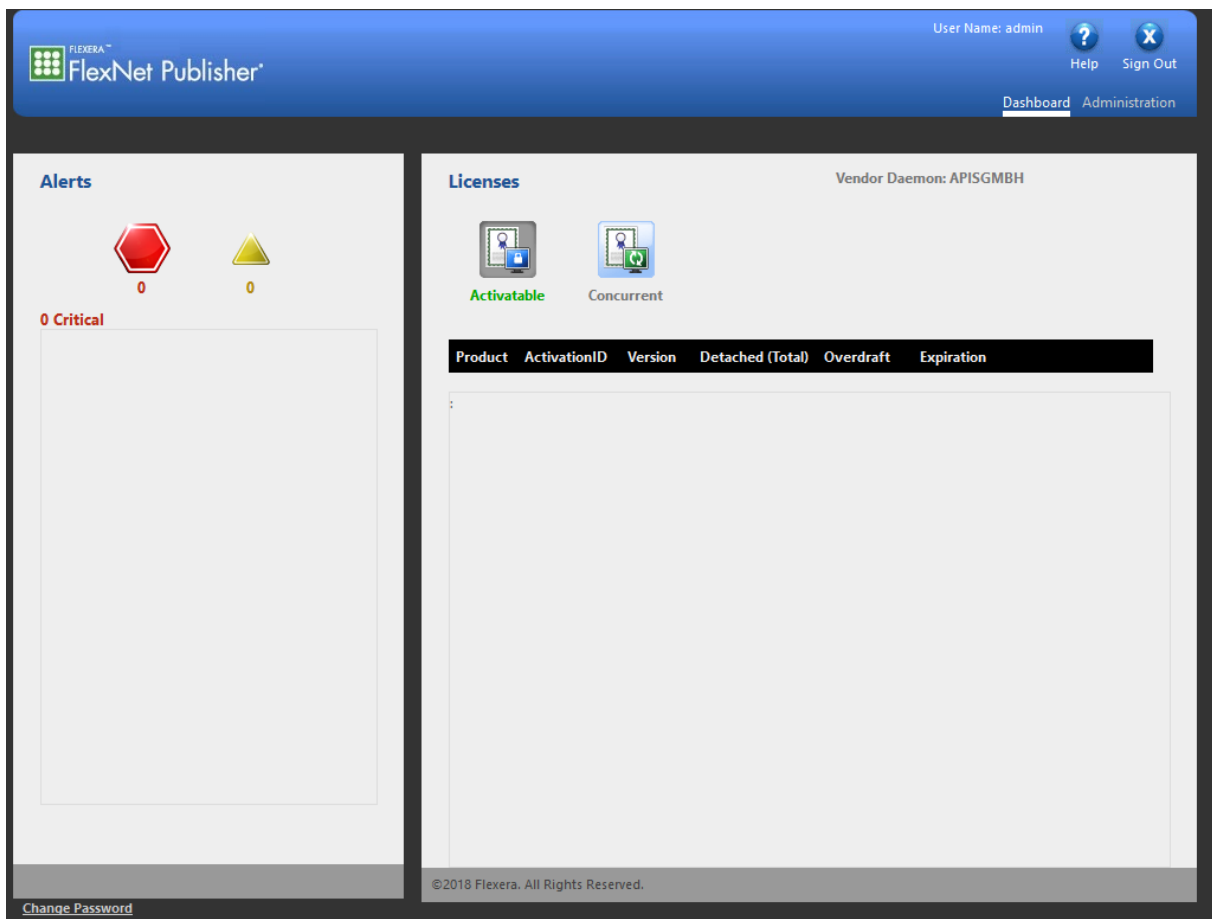 User Name: admin
FLEXERA™
FlexNet Publisher
?
X
Help Sign Out
Dashboard Administration
Alerts
Licenses
Vendor Daemon: APISGMBH
0 0
Activatable Concurrent
0 Critical
Product ActivationID Version Detached (Total) Overdraft Expiration
:
©2018 Flexera. All Rights Reserved.
Change Password